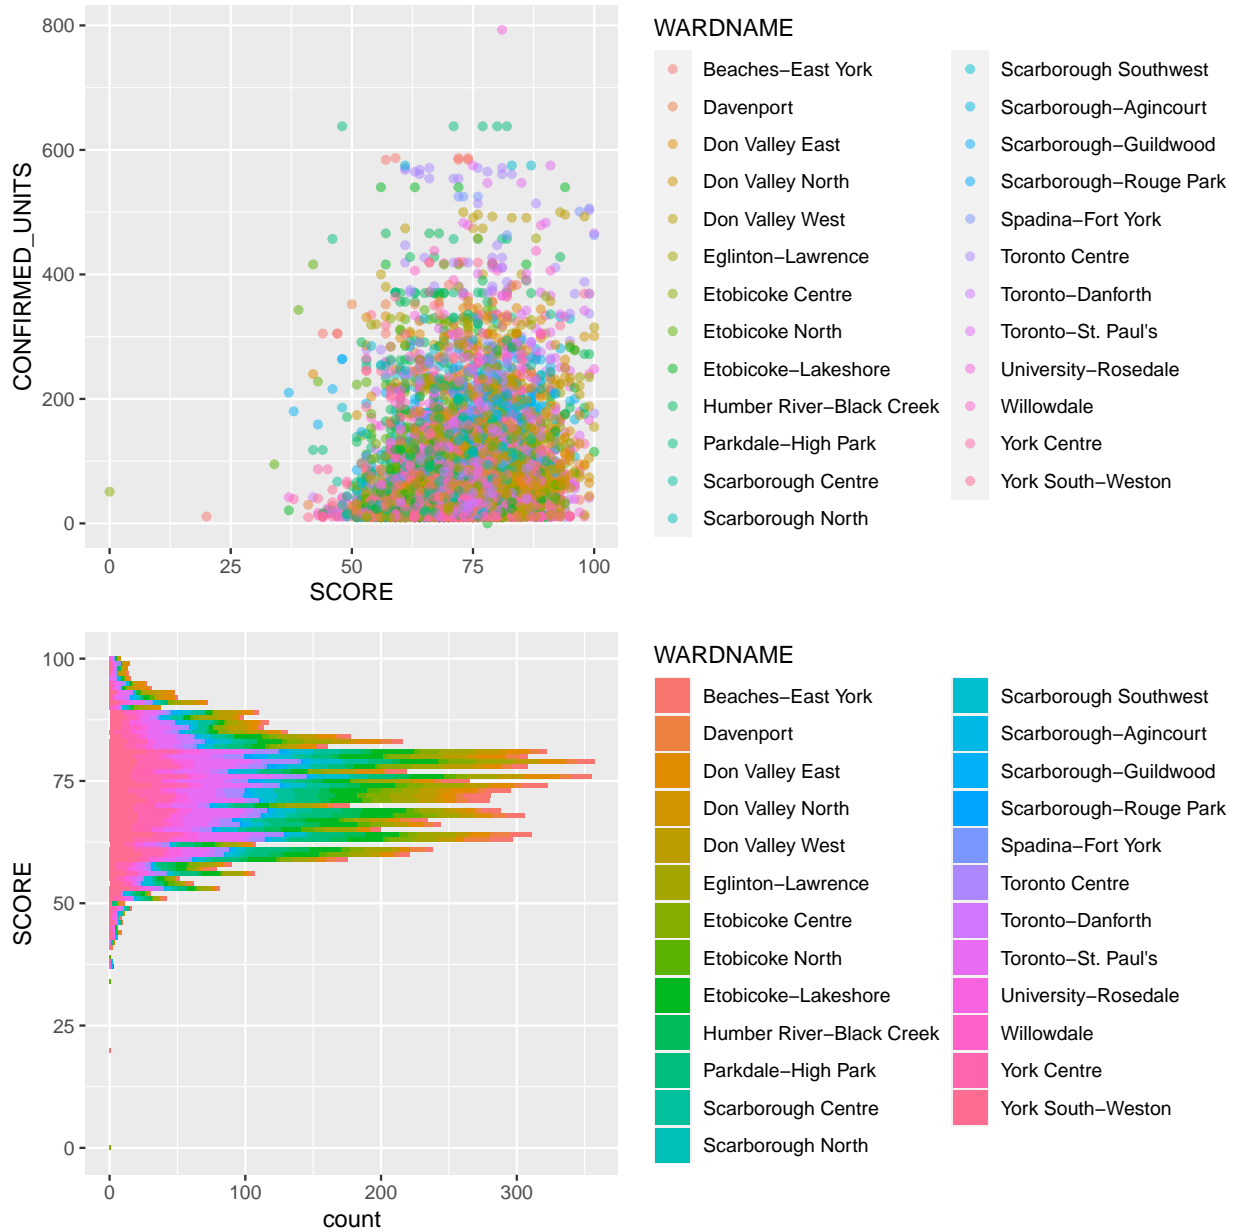 800
600
400
200
0
CONFIRMED_UNITS
0 25 50 75 100
SCORE
WARDNAME
Beaches−East York
Davenport
Don Valley East
Don Valley North
Don Valley West
Eglinton−Lawrence
Etobicoke Centre
Etobicoke North
Etobicoke−Lakeshore
Humber River−Black Creek
Parkdale−High Park
Scarborough Centre
Scarborough North
Scarborough Southwest
Scarborough−Agincourt
Scarborough−Guildwood
Scarborough−Rouge Park
Spadina−Fort York
Toronto Centre
Toronto−Danforth
Toronto−St. Paul's
University−Rosedale
Willowdale
York Centre
York South−Weston
100
75
50
25
0
SCORE
0 100 200 300
count
WARDNAME
Beaches−East York
Davenport
Don Valley East
Don Valley North
Don Valley West
Eglinton−Lawrence
Etobicoke Centre
Etobicoke North
Etobicoke−Lakeshore
Humber River−Black Creek
Parkdale−High Park
Scarborough Centre
Scarborough North
Scarborough Southwest
Scarborough−Agincourt
Scarborough−Guildwood
Scarborough−Rouge Park
Spadina−Fort York
Toronto Centre
Toronto−Danforth
Toronto−St. Paul's
University−Rosedale
Willowdale
York Centre
York South−Weston